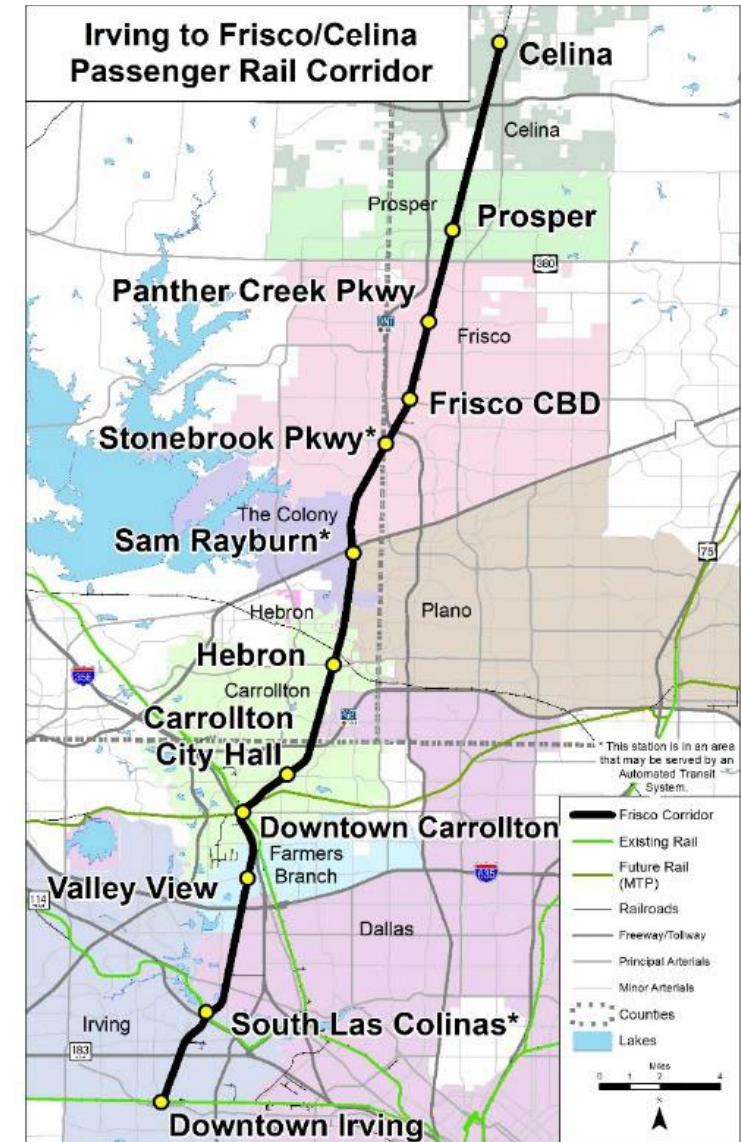 Irving to Frisco/Celina
Passenger Rail Corridor
Celina
Celina
Prosper
Prosper
380
Panther Creek Pkwy
Frisco
Frisco CBD
Stonebrook Pkwy*
The Colony
Sam Rayburn*
75
Hebron
Plano
Hebron
Carrollton
Carrollton
City Hall
* This station is in an area
that may be served by an
Automated Transit
System.
Downtown Carrollton
Farmers
Branch
Valley View
635
114
Dallas
Irving
South Las Colinas*
183
Downtown Irving
Frisco Corridor
Existing Rail
Future Rail
(MTP)
Railroads
Freeway/Tollway
Principal Arterials
Minor Arterials
Counties
Lakes
Miles
0 1 2 4